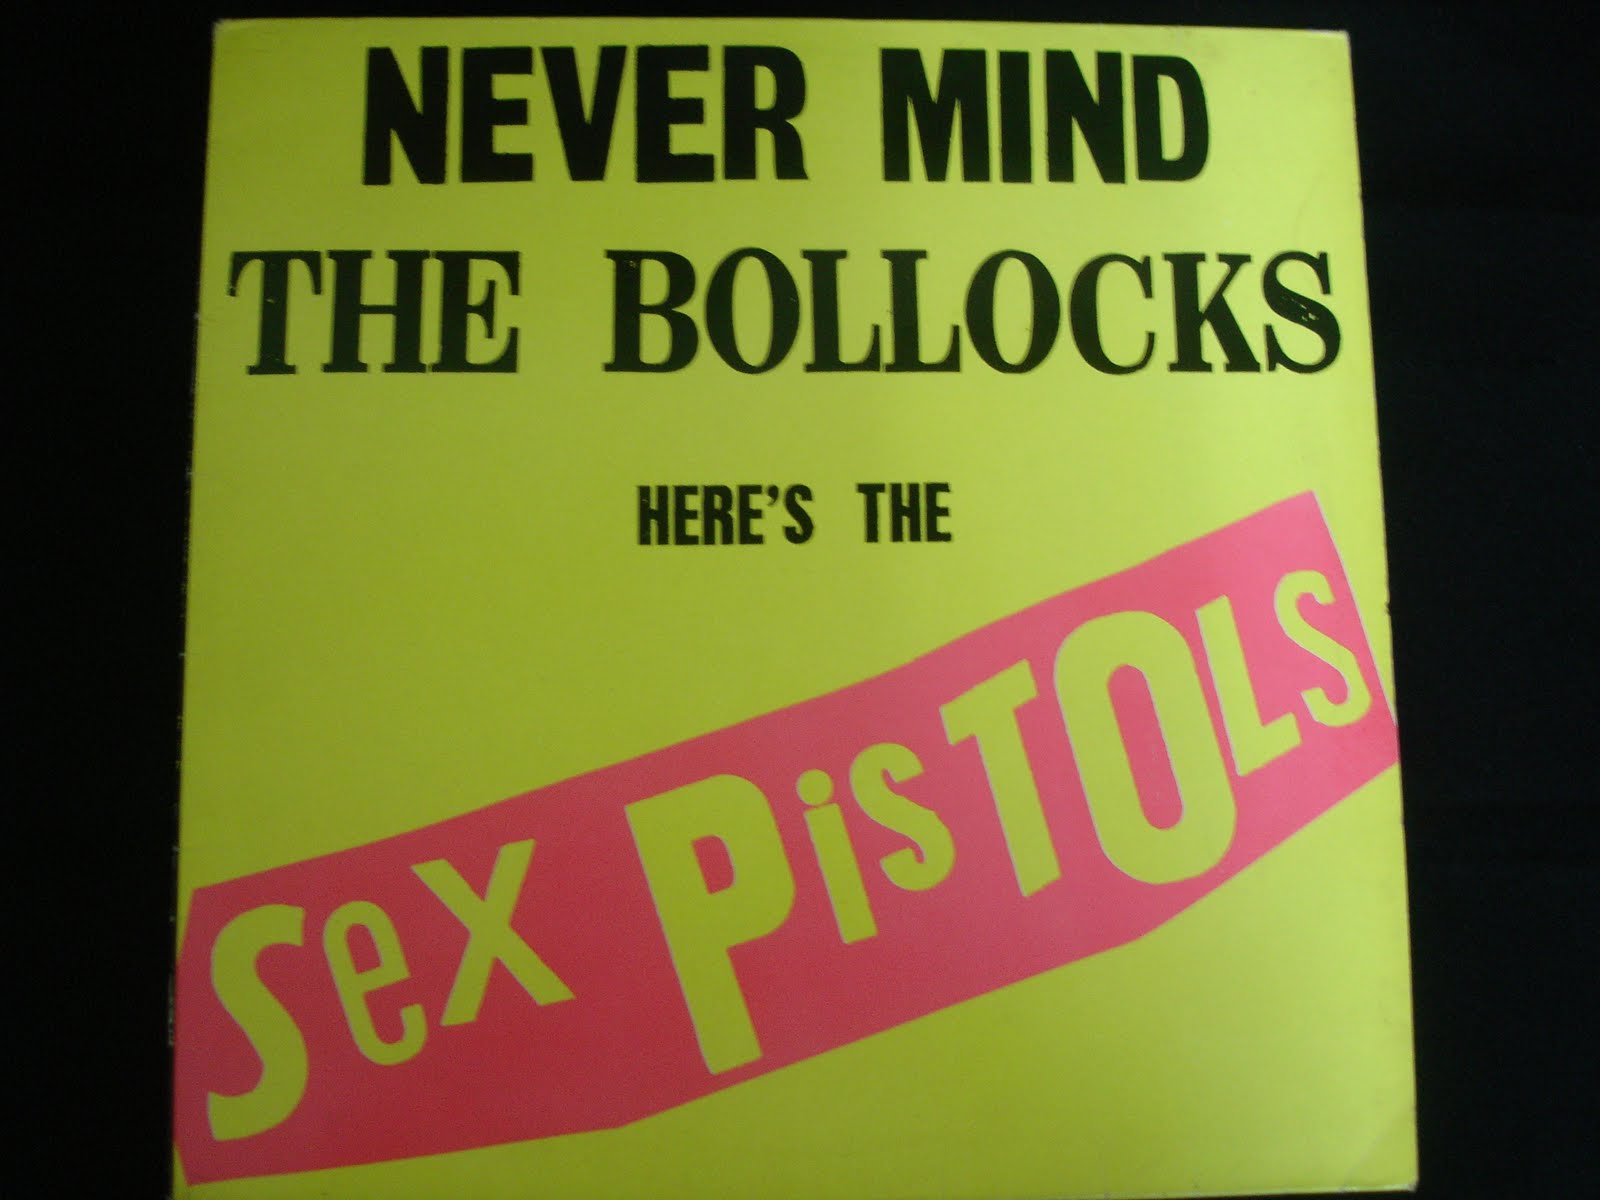 NEVER MIND
THE BOLLOCKS
HERE'S THE
SeX PiSTOLS